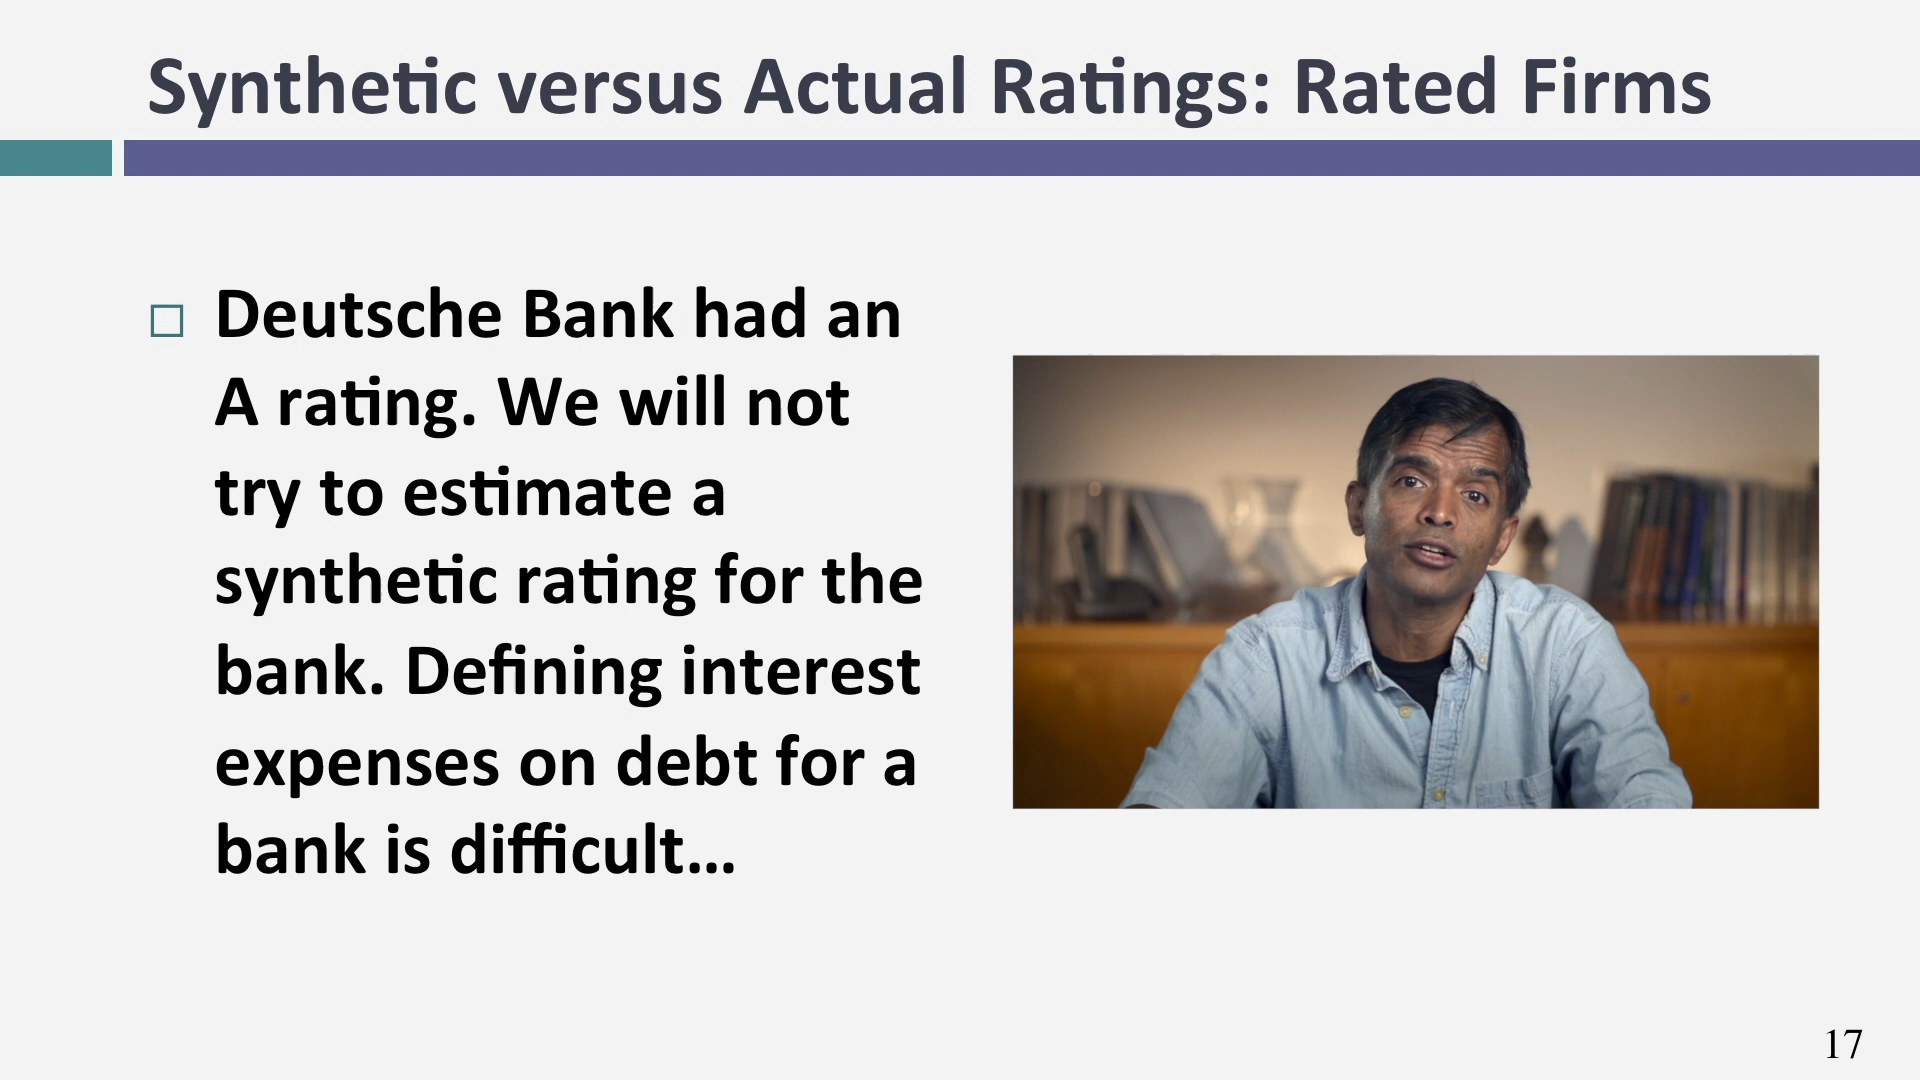 Synthetic versus Actual Ratings: Rated Firms
Deutsche Bank had an
A rating. We will not
try to estimate a
synthetic rating for the
bank. Defining interest
expenses on debt for a
bank is difficult…
17